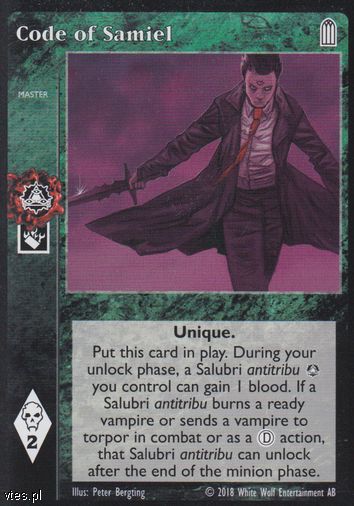 Code of Samiel
MASTER
2
Unique.
Put this card in play. During your
unlock phase, a Salubri antitribu
you control can gain 1 blood. If a
Salubri antitribu burns a ready
vampire or sends a vampire to
torpor in combat or as a D action,
that Salubri antitribu can unlock
after the end of the minion phase.
Illus: Peter Bergting © 2018 White Wolf Entertainment AB
vtes.pl